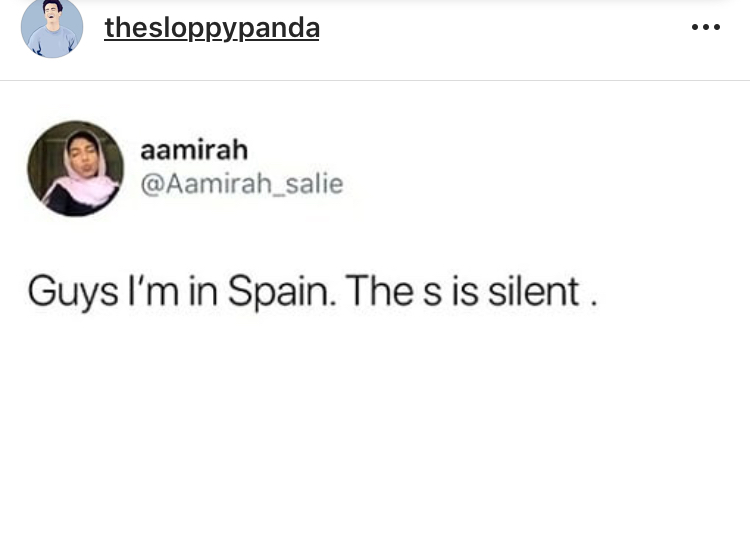 thesloppypanda
aamirah
@Aamirah_salie
Guys I'm in Spain. The s is silent .